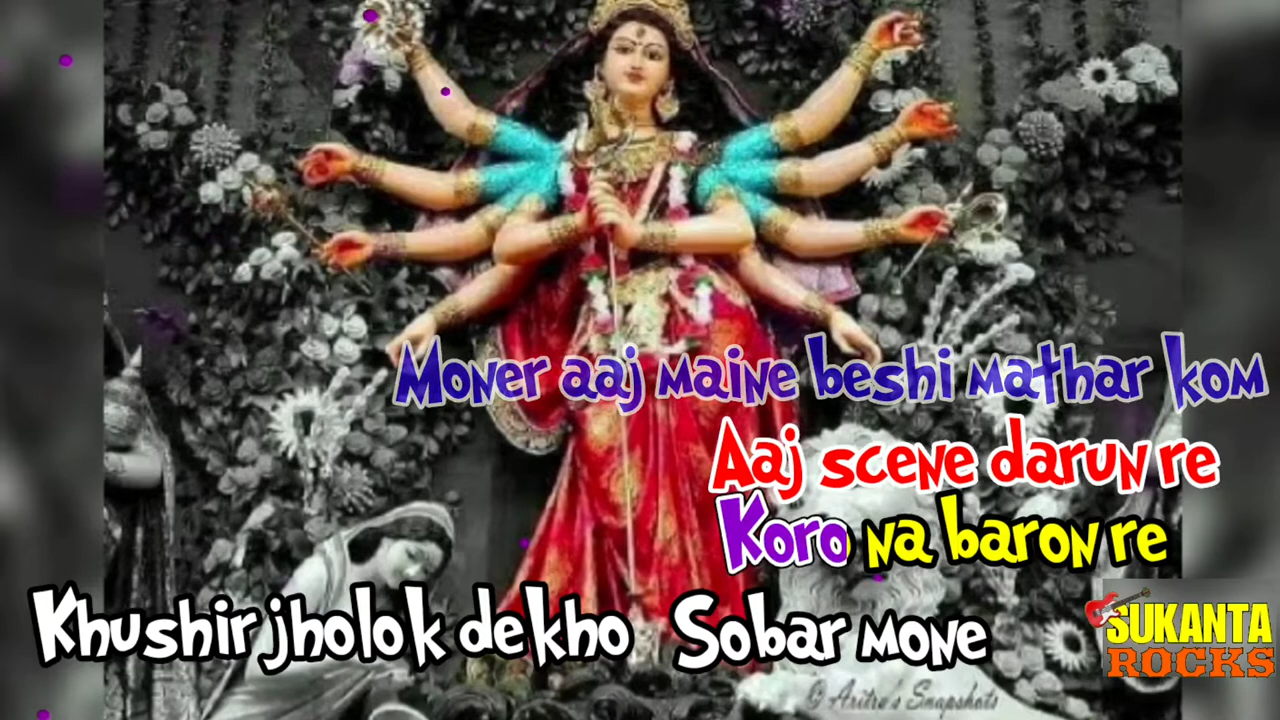 Moner aaj maine beshi mathar kom
Aaj scene darun re
Koro na baron re
Khushir jholok dekho Sobar mone
SUKANTA
ROCKS
© Aritra's Snapshots